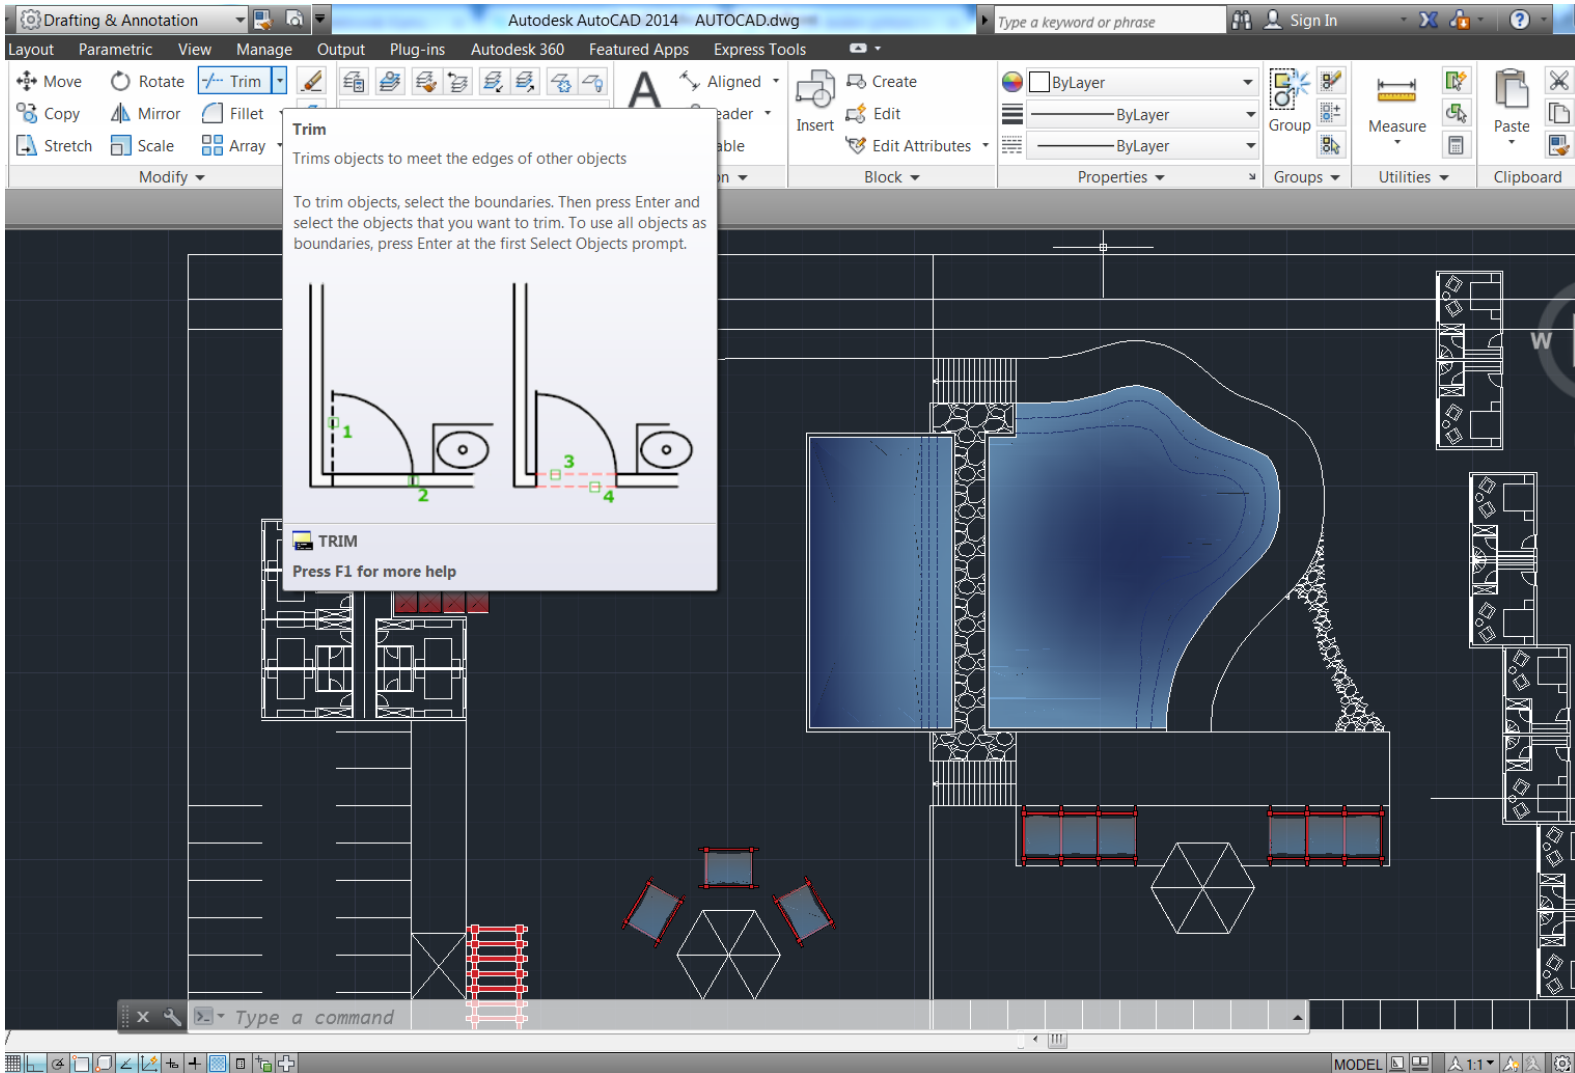 Drafting & Annotation
Autodesk AutoCAD 2014 AUTOCAD.dwg
Type a keyword or phrase
Sign In
Layout Parametric View Manage Output Plug-ins Autodesk 360 Featured Apps Express Tools
Move Rotate Trim
Copy Mirror Fillet
Stretch Scale Array
Modify
A
Aligned
Insert
Create
Edit
Edit Attributes
Block
ByLayer
ByLayer
ByLayer
Properties
Group
Groups
Measure
Utilities
Paste
Clipboard
Trim
Trims objects to meet the edges of other objects
To trim objects, select the boundaries. Then press Enter and
select the objects that you want to trim. To use all objects as
boundaries, press Enter at the first Select Objects prompt.
1
2
3
4
TRIM
Press F1 for more help
W
Type a command
MODEL
1:1